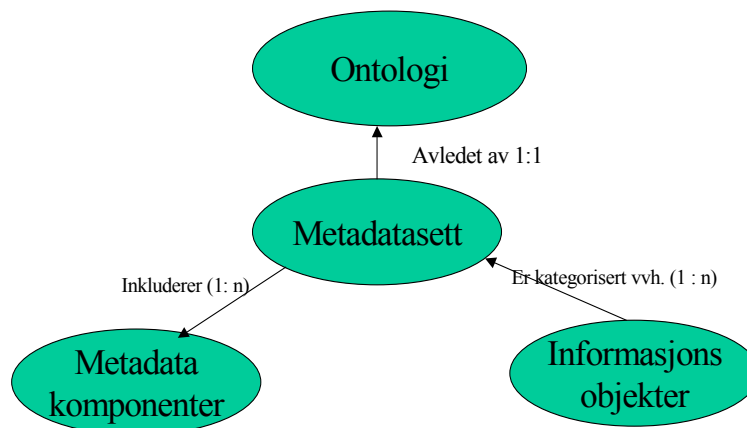 Ontologi
Avledet av 1:1
Metadatasett
Inkluderer (1: n)
Er kategorisert vvh. (1 : n)
Metadata
komponenter
Informasjons
objekter